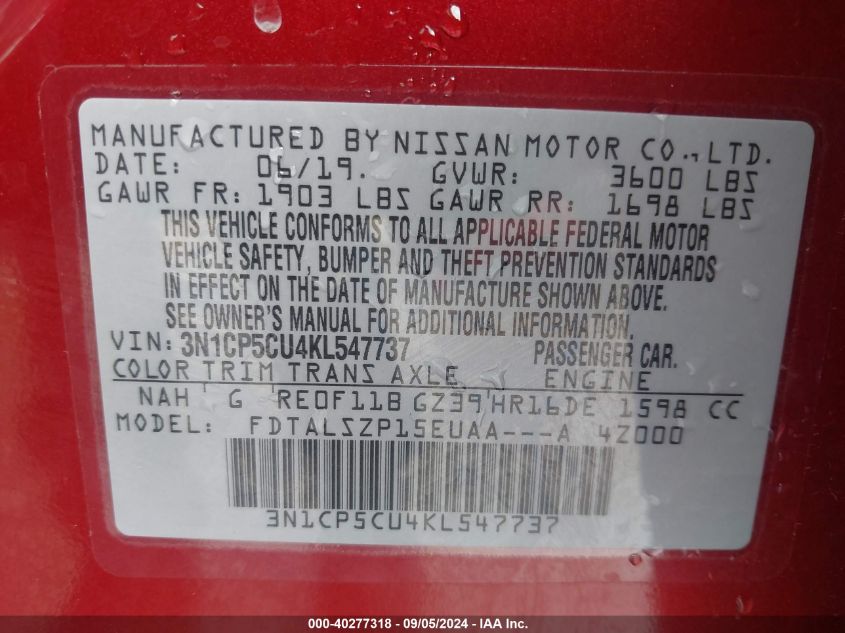 MANUFACTURED BY NISSAN MOTOR CO., LTD.
DATE: 06/19. GVWR: 3600 LBS
GAWR FR: 1903 LBS GAWR RR: 1698 LBS
THIS VEHICLE CONFORMS TO ALL APPLICABLE FEDERAL MOTOR
VEHICLE SAFETY, BUMPER AND THEFT PREVENTION STANDARDS
IN EFFECT ON THE DATE OF MANUFACTURE SHOWN ABOVE.
SEE OWNER'S MANUAL FOR ADDITIONAL INFORMATION.
VIN: 3N1CP5CU4KL547737 PASSENGER CAR.
COLOR TRIM TRANS AXLE ENGINE
NAH G RE0F11B GZ39 HR16DE 1598 CC
MODEL: FDTALSZP15EUAA---A 4Z000
3N1CP5CU4KL547737
000-40277318 - 09/05/2024 - IAA Inc.